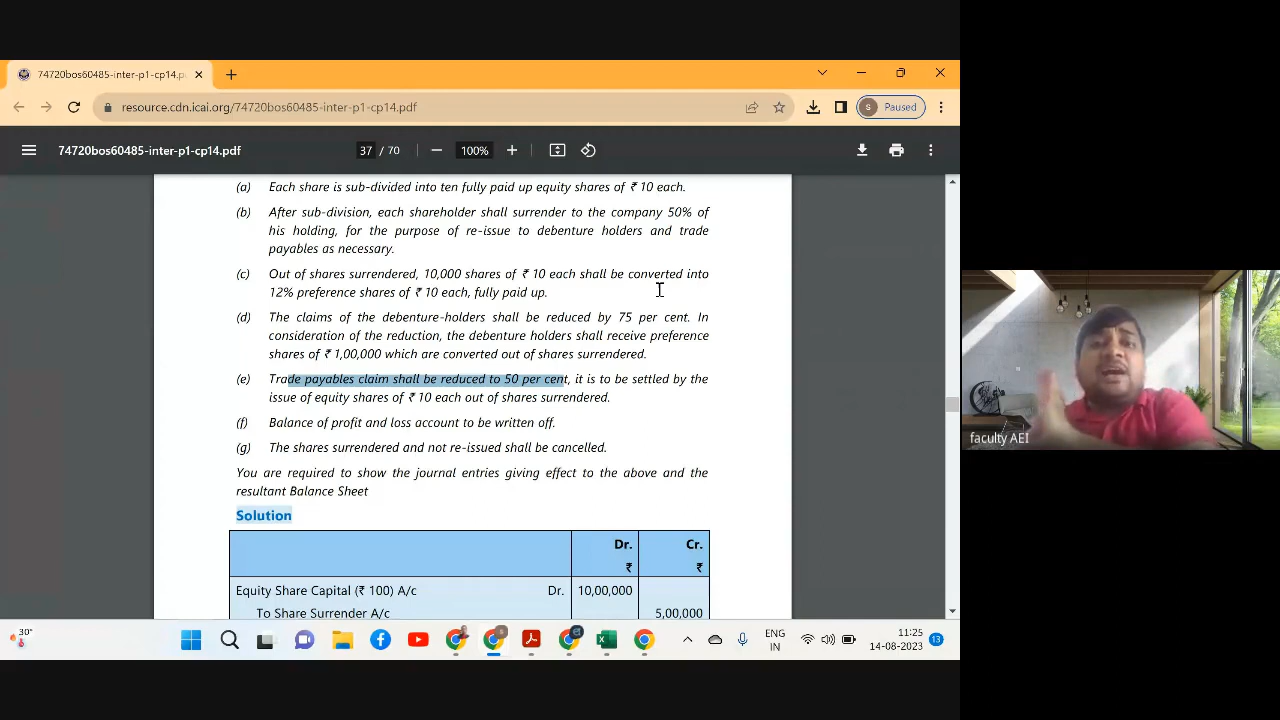 74720bos60485-inter-p1-cp14.p
resource.cdn.icai.org/74720bos60485-inter-p1-cp14.pdf
S Paused
74720bos60485-inter-p1-cp14.pdf
37 / 70
100%
(a) Each share is sub-divided into ten fully paid up equity shares of ₹ 10 each.
(b) After sub-division, each shareholder shall surrender to the company 50% of
his holding, for the purpose of re-issue to debenture holders and trade
payables as necessary.
(c) Out of shares surrendered, 10,000 shares of ₹ 10 each shall be converted into
12% preference shares of ₹ 10 each, fully paid up.
(d) The claims of the debenture-holders shall be reduced by 75 per cent. In
consideration of the reduction, the debenture holders shall receive preference
shares of ₹ 1,00,000 which are converted out of shares surrendered.
(e) Trade payables claim shall be reduced to 50 per cent, it is to be settled by the
issue of equity shares of ₹ 10 each out of shares surrendered.
(f) Balance of profit and loss account to be written off.
(g) The shares surrendered and not re-issued shall be cancelled.
You are required to show the journal entries giving effect to the above and the
resultant Balance Sheet
Solution
Dr. Cr.
₹ ₹
Equity Share Capital (₹ 100) A/c Dr. 10,00,000
To Share Surrender A/c 5,00,000
faculty AEI
30°
ENG
IN
11:25
14-08-2023
13